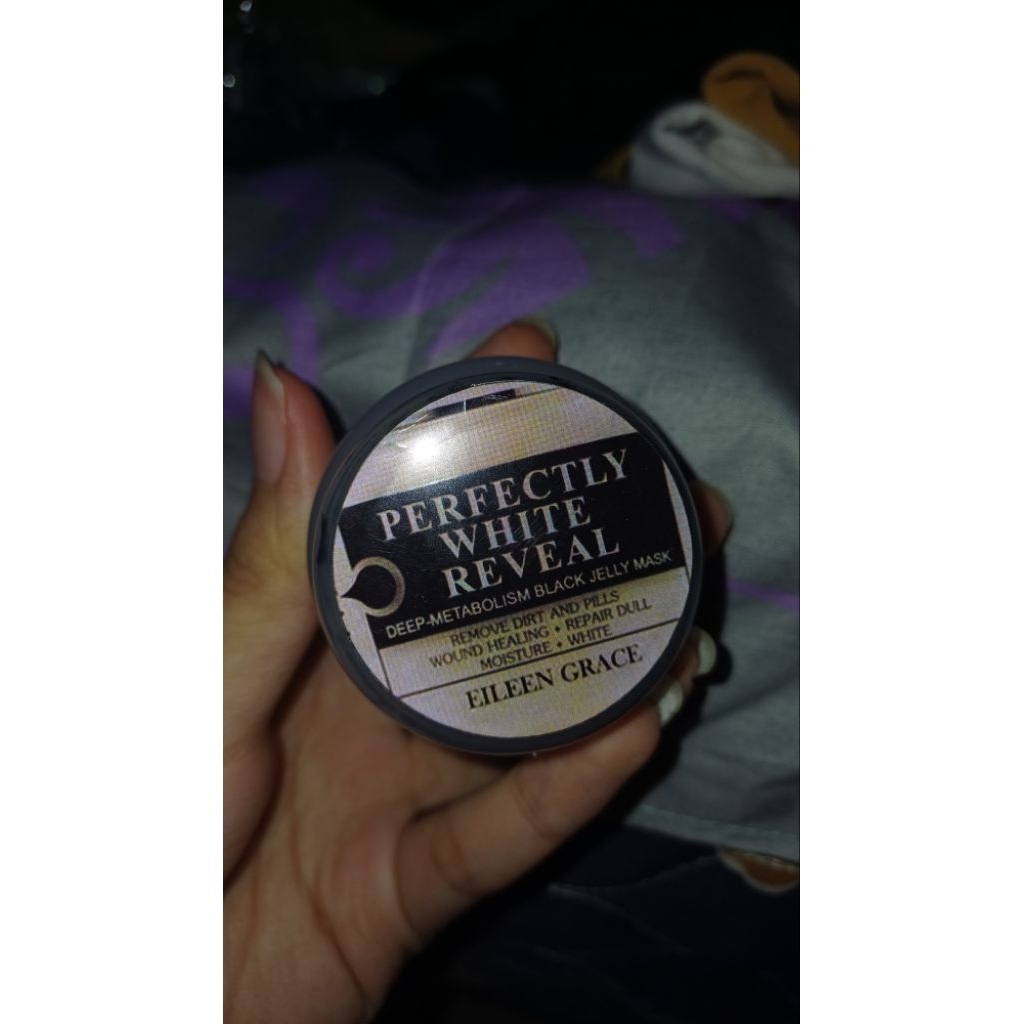 PERFECTLY
WHITE
REVEAL
DEEP-METABOLISM BLACK JELLY MASK
REMOVE DIRT AND PILLS
WOUND HEALING • REPAIR DULL
MOISTURE • WHITE
EILEEN GRACE